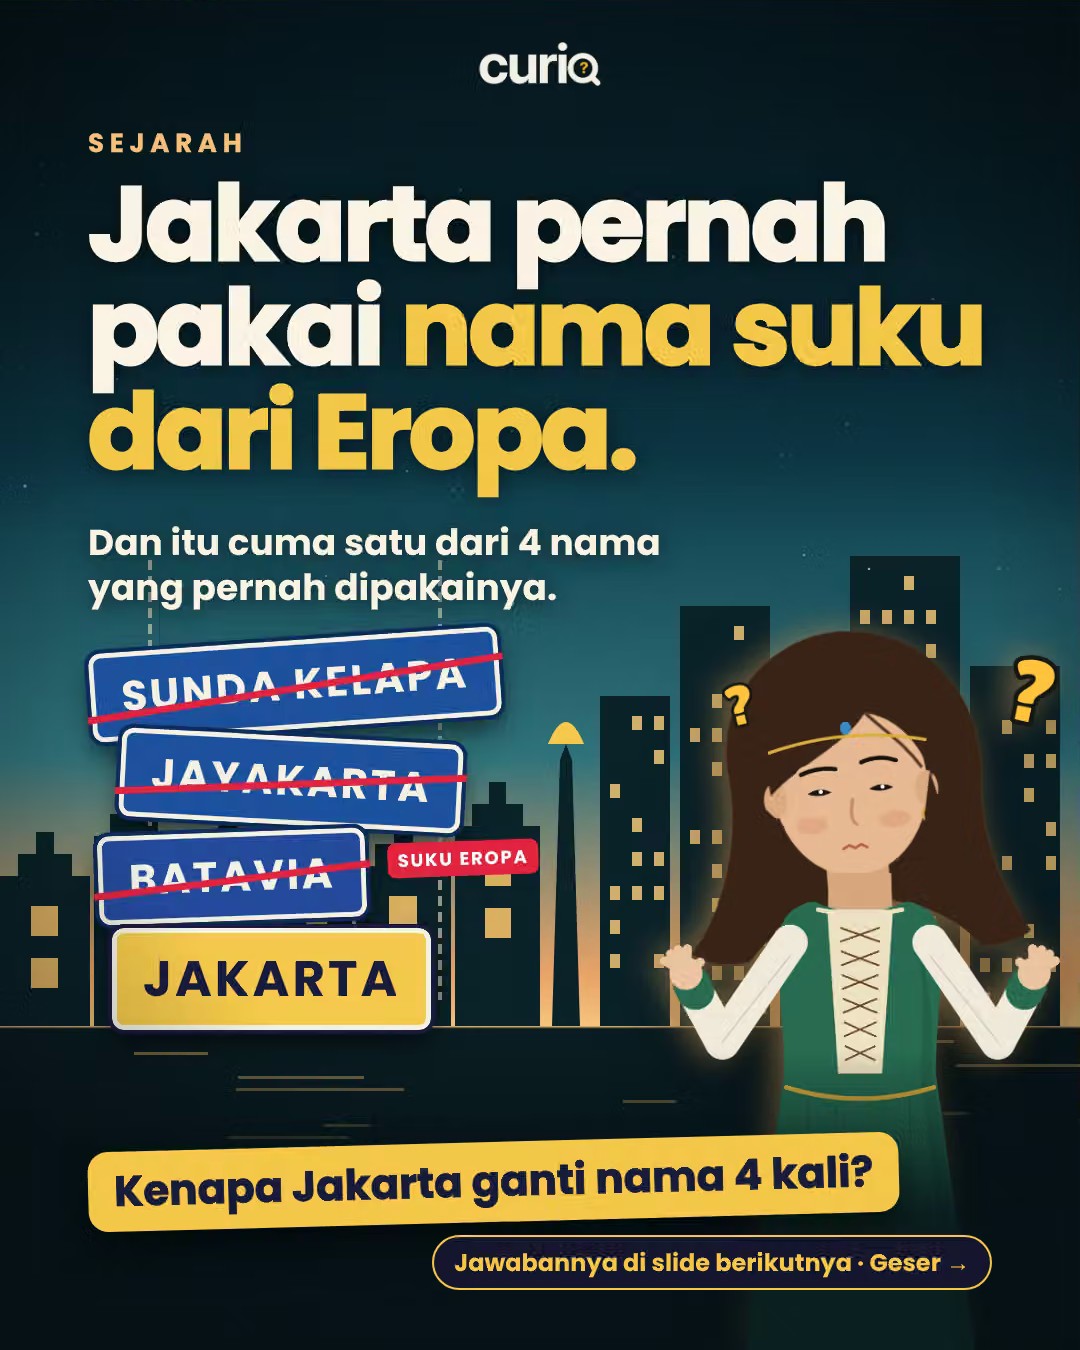 curiQ
SEJARAH
Jakarta pernah
pakai nama suku
dari Eropa.
Dan itu cuma satu dari 4 nama
yang pernah dipakainya.
SUNDA KELAPA
JAYAKARTA
BATAVIA
SUKU EROPA
JAKARTA
?
?
Kenapa Jakarta ganti nama 4 kali?
Jawabannya di slide berikutnya · Geser →